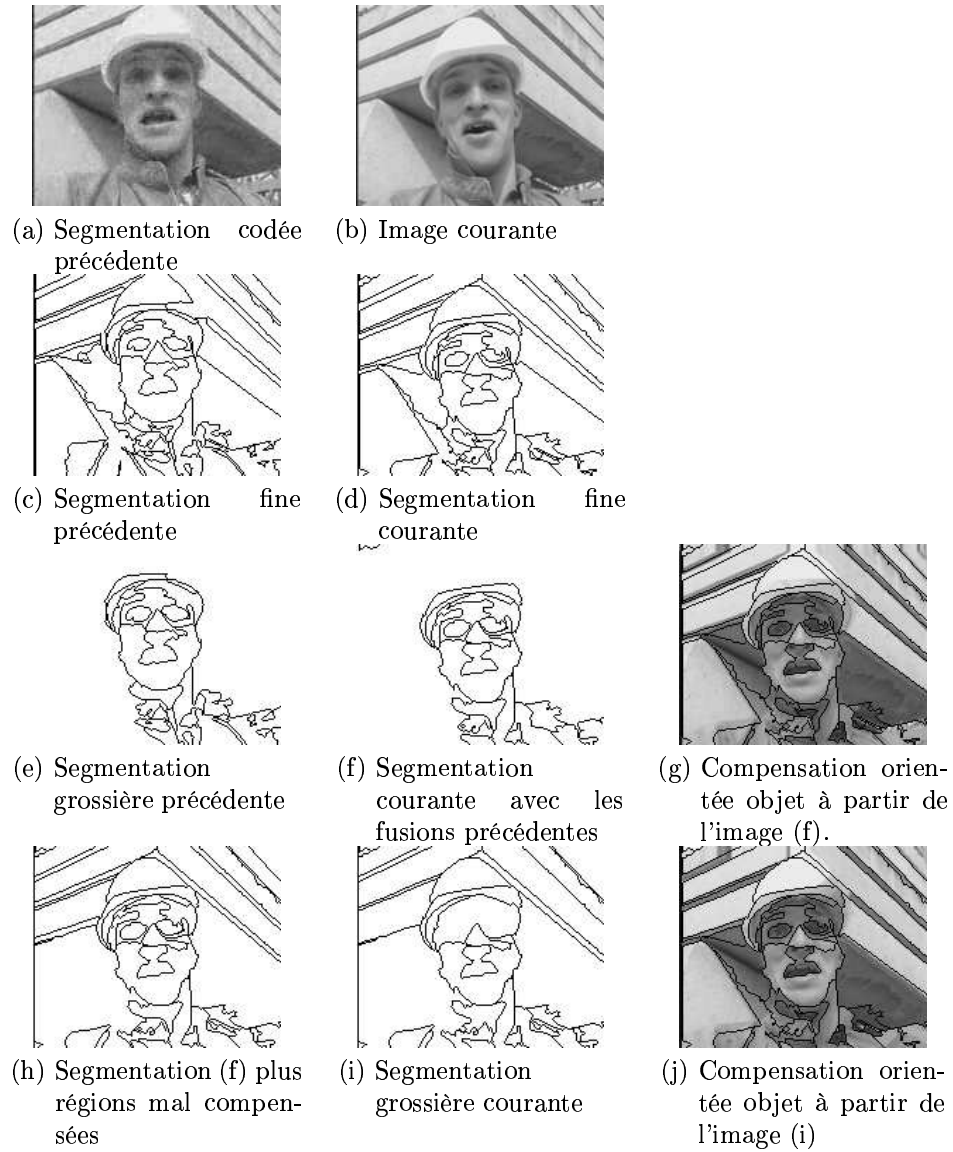 (a) Segmentation codée
précédente
(b) Image courante
(c) Segmentation fine
précédente
(d) Segmentation fine
courante
(e) Segmentation
grossière précédente
(f) Segmentation
courante avec les
fusions précédentes
(g) Compensation orien-
tée objet à partir de
l'image (f).
(h) Segmentation (f) plus
régions mal compen-
sées
(i) Segmentation
grossière courante
(j) Compensation orien-
tée objet à partir de
l'image (i)